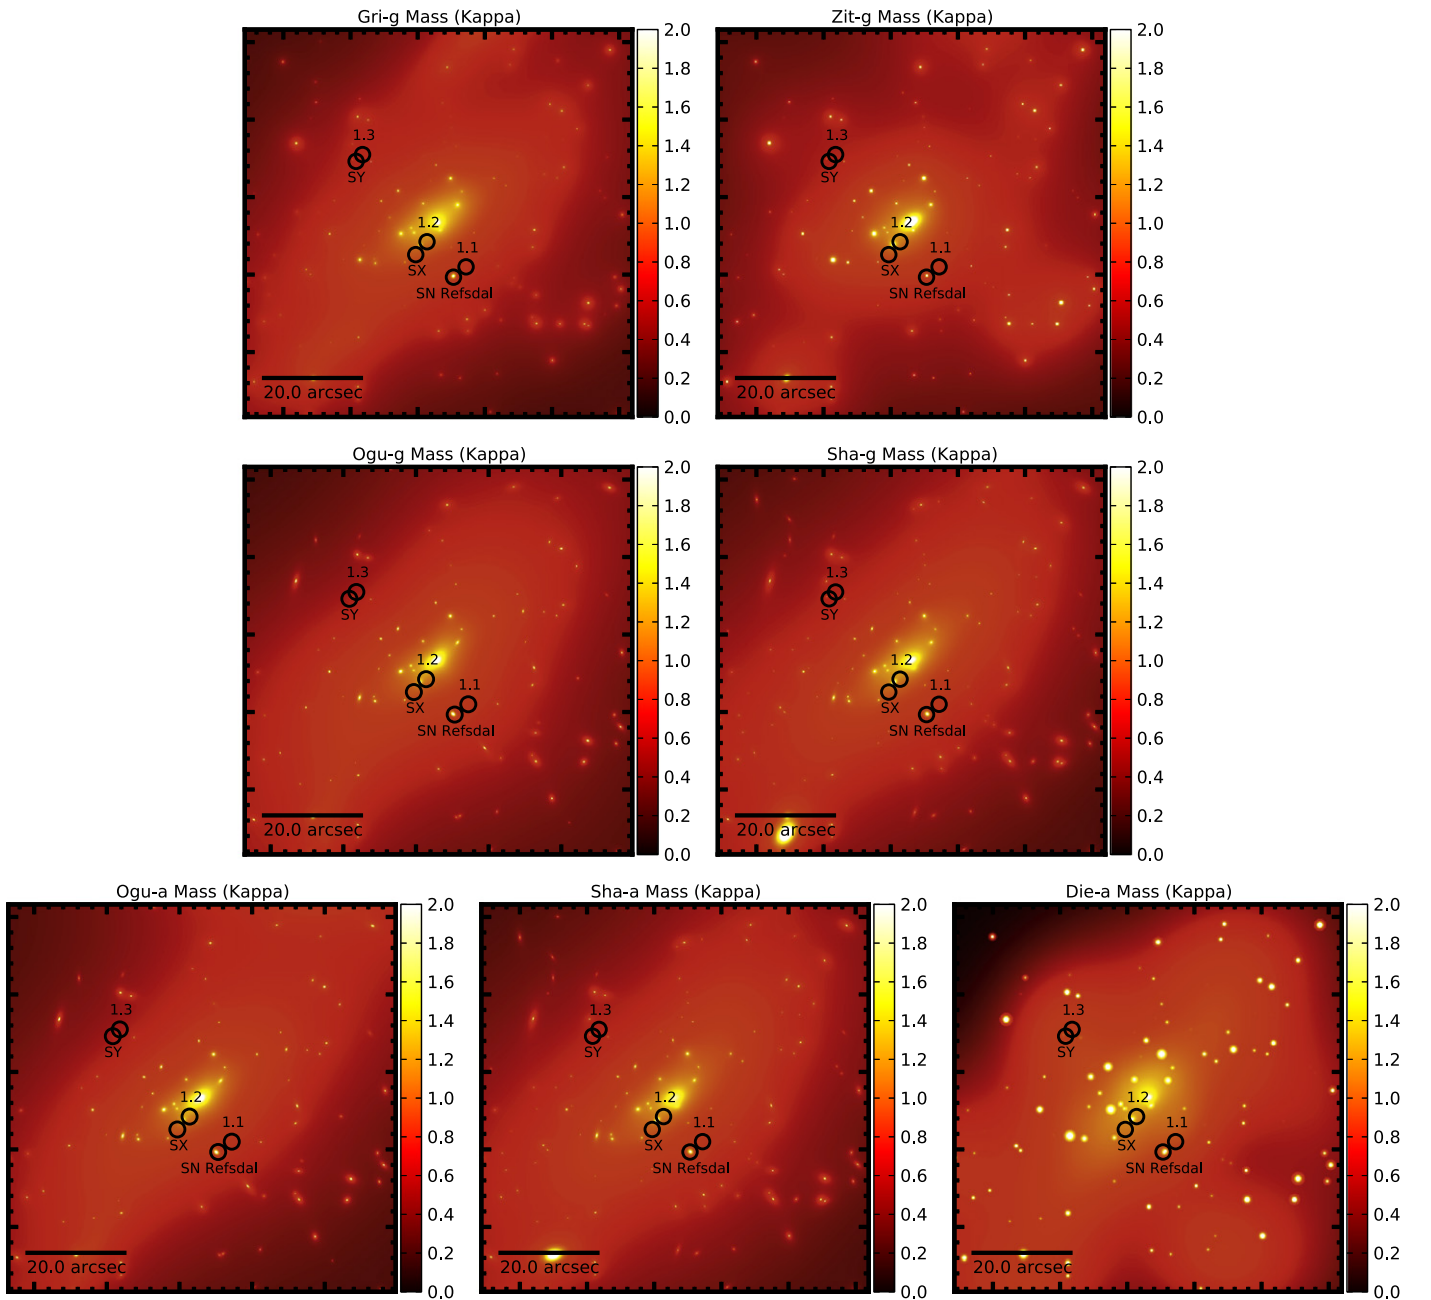 Gri-g Mass (Kappa)
1.3
SY
1.2
SX
1.1
SN Refsdal
20.0 arcsec
2.0
1.8
1.6
1.4
1.2
1.0
0.8
0.6
0.4
0.2
0.0
Zit-g Mass (Kappa)
1.3
SY
1.2
SX
1.1
SN Refsdal
20.0 arcsec
2.0
1.8
1.6
1.4
1.2
1.0
0.8
0.6
0.4
0.2
0.0
Ogu-g Mass (Kappa)
1.3
SY
1.2
SX
1.1
SN Refsdal
20.0 arcsec
2.0
1.8
1.6
1.4
1.2
1.0
0.8
0.6
0.4
0.2
0.0
Sha-g Mass (Kappa)
1.3
SY
1.2
SX
1.1
SN Refsdal
20.0 arcsec
2.0
1.8
1.6
1.4
1.2
1.0
0.8
0.6
0.4
0.2
0.0
Ogu-a Mass (Kappa)
1.3
SY
1.2
SX
1.1
SN Refsdal
20.0 arcsec
2.0
1.8
1.6
1.4
1.2
1.0
0.8
0.6
0.4
0.2
0.0
Sha-a Mass (Kappa)
1.3
SY
1.2
SX
1.1
SN Refsdal
20.0 arcsec
2.0
1.8
1.6
1.4
1.2
1.0
0.8
0.6
0.4
0.2
0.0
Die-a Mass (Kappa)
1.3
SY
1.2
SX
1.1
SN Refsdal
20.0 arcsec
2.0
1.8
1.6
1.4
1.2
1.0
0.8
0.6
0.4
0.2
0.0